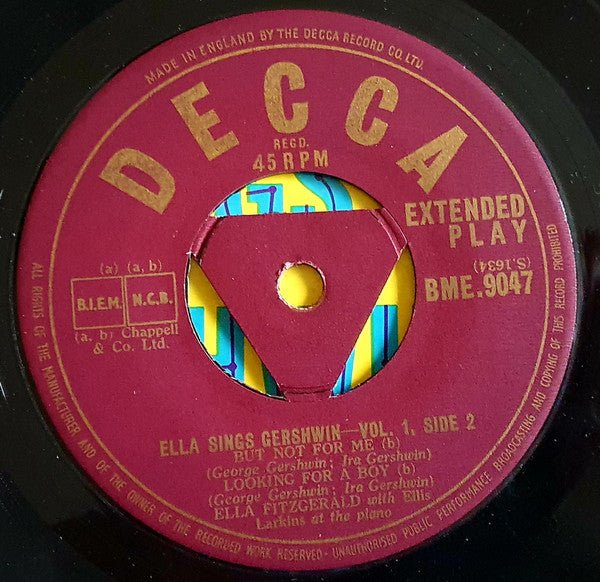 MADE IN ENGLAND BY THE DECCA RECORD CO. LTD.
DECCA
REGD.
45 RPM
EXTENDED
PLAY
(S.1634)
BME.9047
(a) (a, b)
B.I.E.M. N.C.B.
(a, b) Chappell
& Co. Ltd.
ELLA SINGS GERSHWIN—VOL. 1, SIDE 2
BUT NOT FOR ME (b)
(George Gershwin; Ira Gershwin)
LOOKING FOR A BOY (b)
(George Gershwin; Ira Gershwin)
ELLA FITZGERALD with Ellis
Larkins at the piano
ALL RIGHTS OF THE MANUFACTURER AND OF THE OWNER OF THE RECORDED WORK RESERVED - UNAUTHORISED PUBLIC PERFORMANCE BROADCASTING AND COPYING OF THIS RECORD PROHIBITED